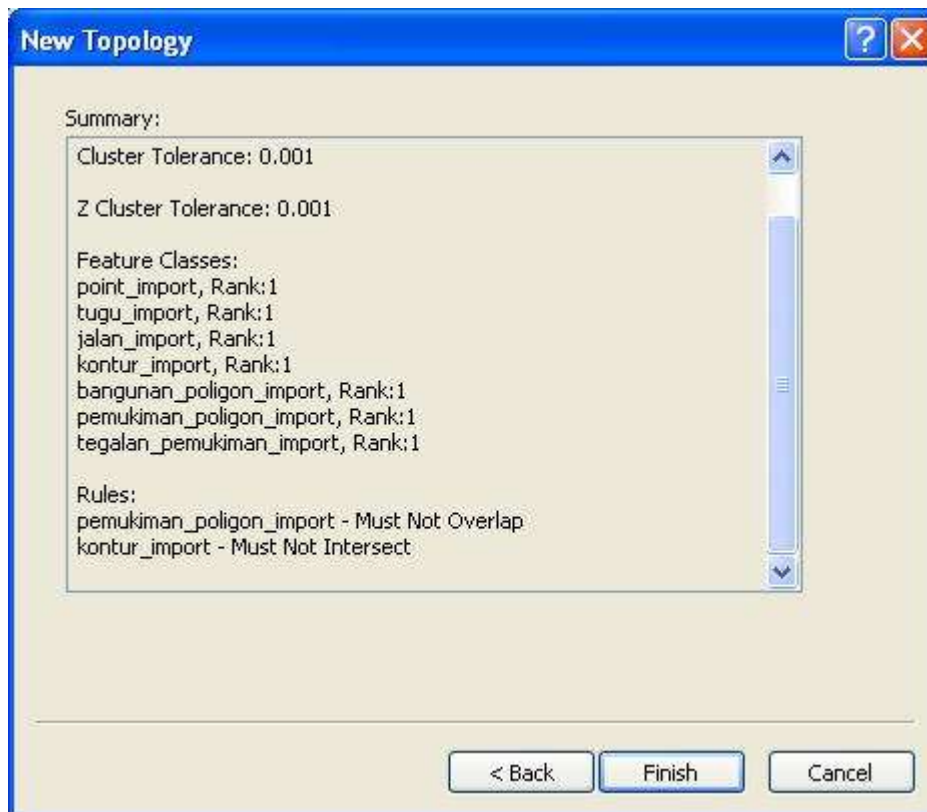 New Topology
Summary:
Cluster Tolerance: 0.001
Z Cluster Tolerance: 0.001
Feature Classes:
point_import, Rank:1
tugu_import, Rank:1
jalan_import, Rank:1
kontur_import, Rank:1
bangunan_poligon_import, Rank:1
pemukiman_poligon_import, Rank:1
tegalan_pemukiman_import, Rank:1
Rules:
pemukiman_poligon_import - Must Not Overlap
kontur_import - Must Not Intersect
< Back Finish Cancel